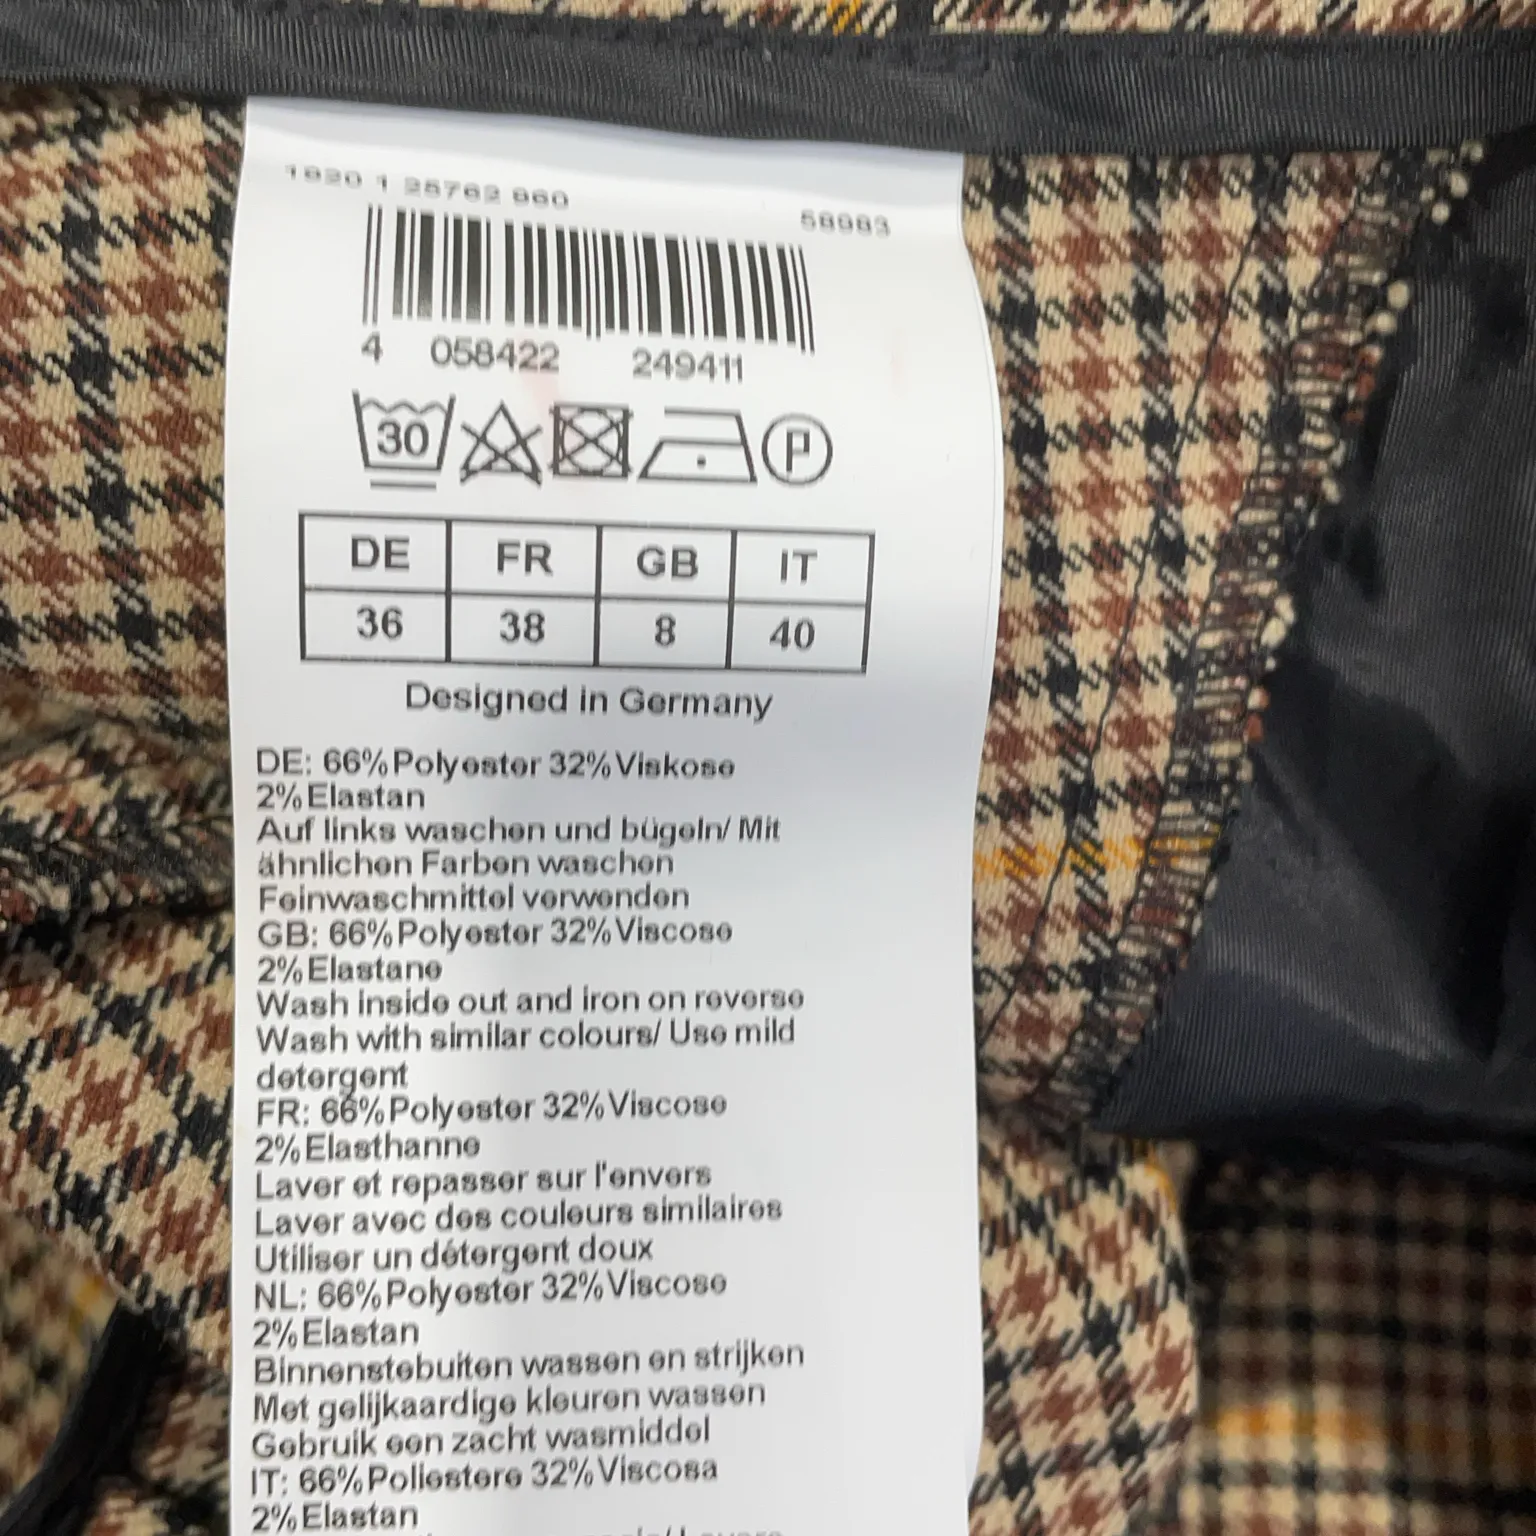 58983
4 058422 249411
30 P
DE FR GB IT
36 38 8 40
Designed in Germany
DE: 66% Polyester 32% Viskose
2% Elastan
Auf links waschen und bügeln/ Mit
ähnlichen Farben waschen
Feinwaschmittel verwenden
GB: 66% Polyester 32% Viscose
2% Elastane
Wash inside out and iron on reverse
Wash with similar colours/ Use mild
detergent
FR: 66% Polyester 32% Viscose
2% Elasthanne
Laver et repasser sur l'envers
Laver avec des couleurs similaires
Utiliser un détergent doux
NL: 66% Polyester 32% Viscose
2% Elastan
Binnenstebuiten wassen en strijken
Met gelijkaardige kleuren wassen
Gebruik een zacht wasmiddel
IT: 66% Poliestere 32% Viscosa
2% Elastan